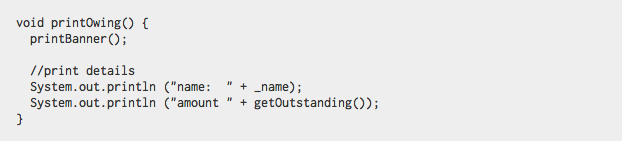 void printOwing() {
  printBanner();

  //print details
  System.out.println ("name:  " + _name);
  System.out.println ("amount " + getOutstanding());
}